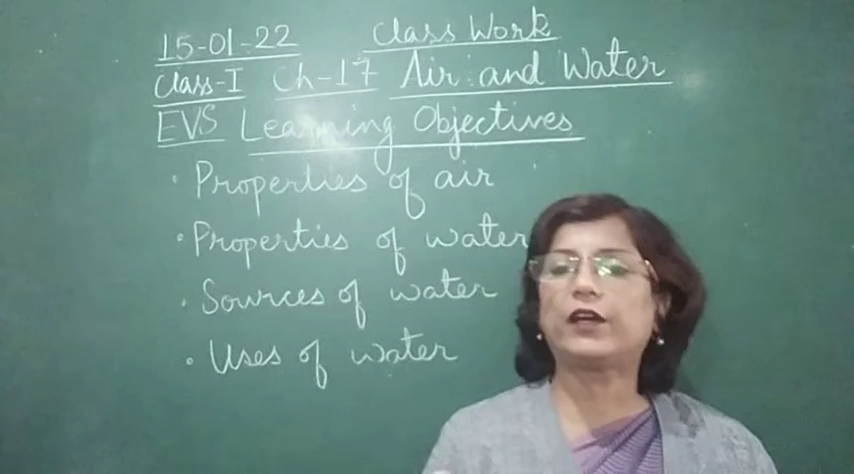 15-01-22 Class Work
Class-I Ch-17 Air and Water
EVS Learning Objectives
• Properties of air
• Properties of water
• Sources of water
• Uses of water